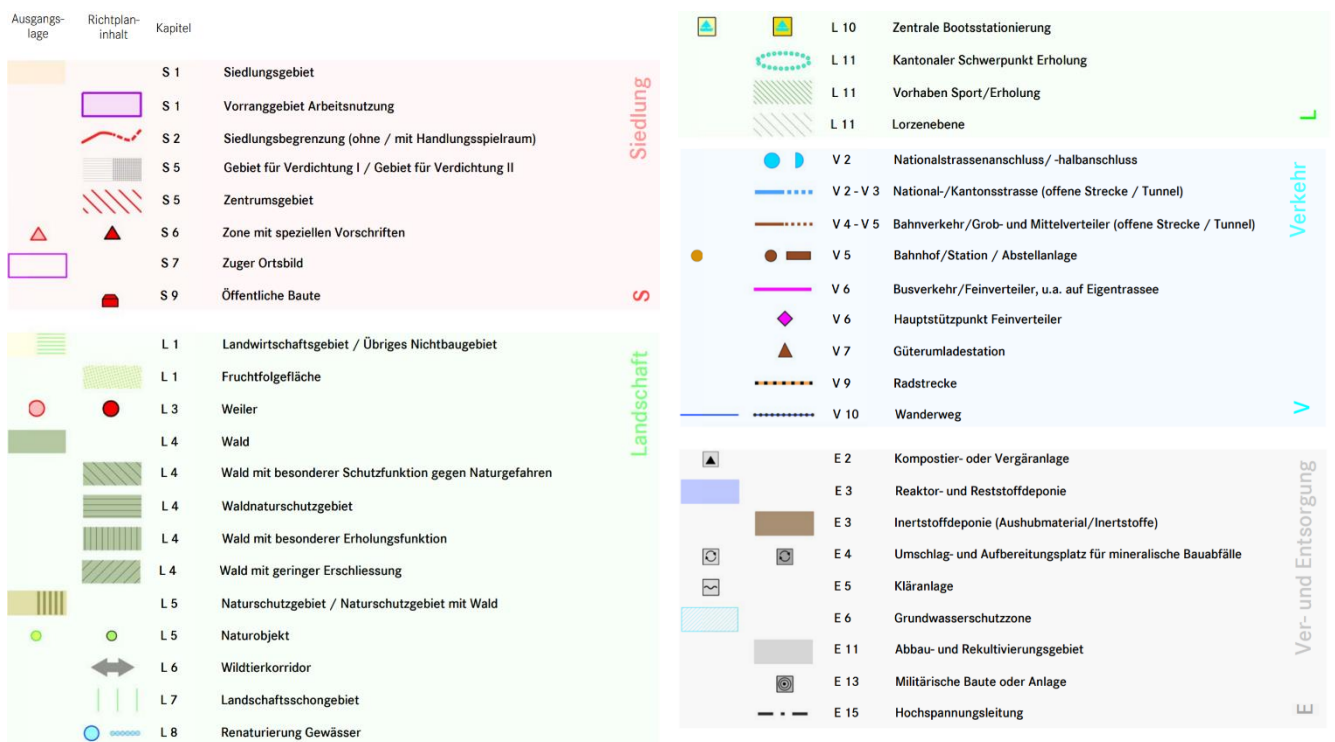 Ausgangs-
lage
Richtplan-
inhalt
Kapitel
S 1 Siedlungsgebiet
S 1 Vorranggebiet Arbeitsnutzung
S 2 Siedlungsbegrenzung (ohne / mit Handlungsspielraum)
S 5 Gebiet für Verdichtung I / Gebiet für Verdichtung II
S 5 Zentrumsgebiet
S 6 Zone mit speziellen Vorschriften
S 7 Zuger Ortsbild
S 9 Öffentliche Baute
Siedlung
S
L 1 Landwirtschaftsgebiet / Übriges Nichtbaugebiet
L 1 Fruchtfolgefläche
L 3 Weiler
L 4 Wald
L 4 Wald mit besonderer Schutzfunktion gegen Naturgefahren
L 4 Waldnaturschutzgebiet
L 4 Wald mit besonderer Erholungsfunktion
L 4 Wald mit geringer Erschliessung
L 5 Naturschutzgebiet / Naturschutzgebiet mit Wald
L 5 Naturobjekt
L 6 Wildtierkorridor
L 7 Landschaftsschongebiet
L 8 Renaturierung Gewässer
Landschaft
L 10 Zentrale Bootsstationierung
L 11 Kantonaler Schwerpunkt Erholung
L 11 Vorhaben Sport/Erholung
L 11 Lorzenebene
L
V 2 Nationalstrassenanschluss/ -halbanschluss
V 2 - V 3 National-/Kantonsstrasse (offene Strecke / Tunnel)
V 4 - V 5 Bahnverkehr/Grob- und Mittelverteiler (offene Strecke / Tunnel)
V 5 Bahnhof/Station / Abstellanlage
V 6 Busverkehr/Feinverteiler, u.a. auf Eigentrassee
V 6 Hauptstützpunkt Feinverteiler
V 7 Güterumladestation
V 9 Radstrecke
V 10 Wanderweg
Verkehr
V
E 2 Kompostier- oder Vergäranlage
E 3 Reaktor- und Reststoffdeponie
E 3 Inertstoffdeponie (Aushubmaterial/Inertstoffe)
E 4 Umschlag- und Aufbereitungsplatz für mineralische Bauabfälle
E 5 Kläranlage
E 6 Grundwasserschutzzone
E 11 Abbau- und Rekultivierungsgebiet
E 13 Militärische Baute oder Anlage
E 15 Hochspannungsleitung
Ver- und Entsorgung
E